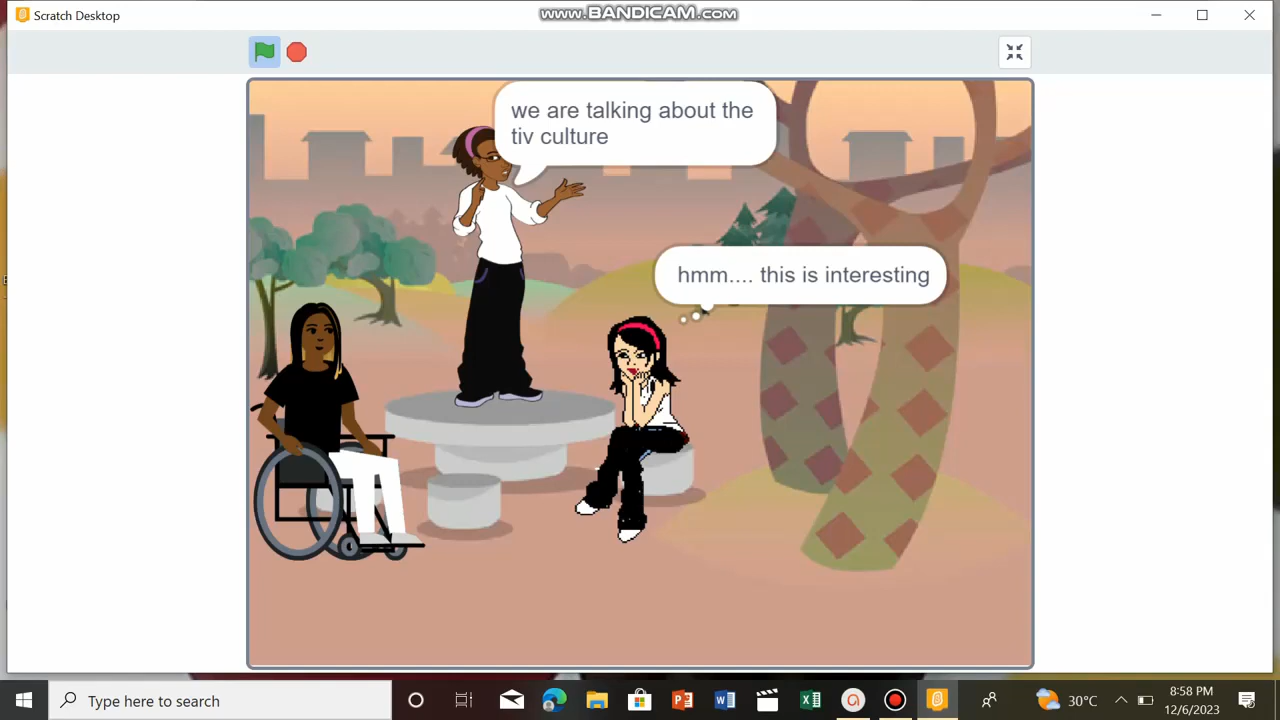 Scratch Desktop
www.BANDICAM.com
we are talking about the
tiv culture
hmm.... this is interesting
Type here to search
30°C
8:58 PM
12/6/2023